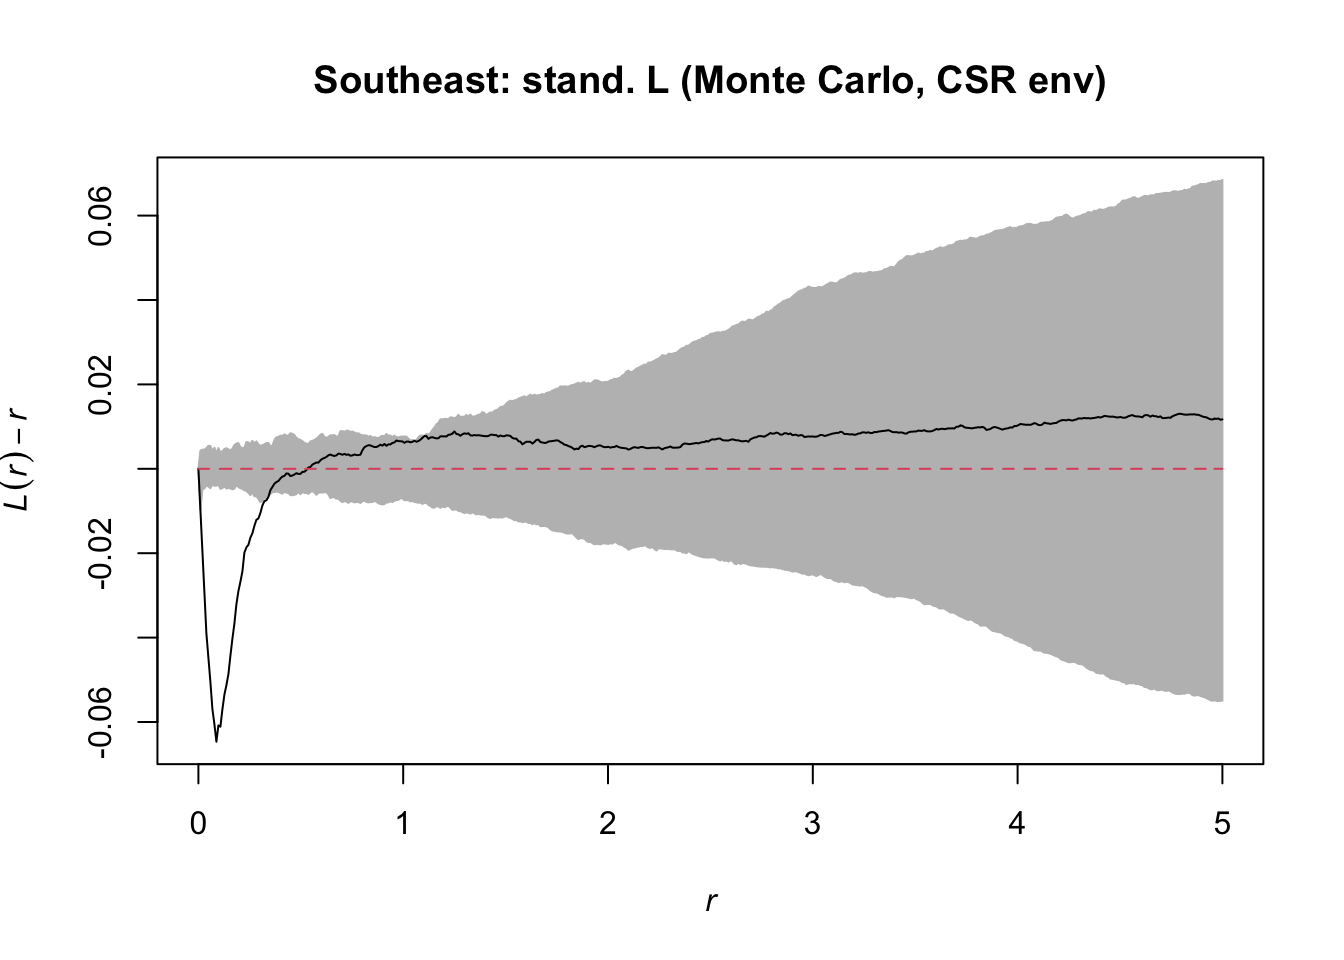 Southeast: stand. L (Monte Carlo, CSR env)
L(r) − r
0.06
0.02
-0.02
-0.06
0 1 2 3 4 5
r